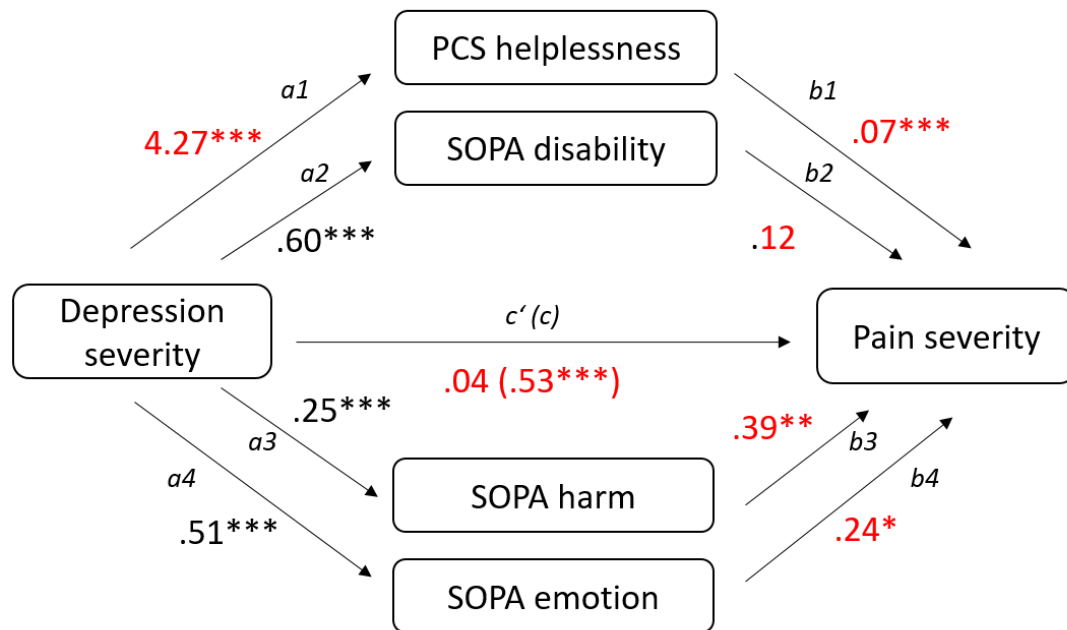 PCS helplessness
a1
b1
4.27***
.07***
SOPA disability
a2
b2
.60***
.12
Depression
severity
c‘ (c)
Pain severity
.04 (.53***)
.25***
.39**
a3
b3
a4
SOPA harm
b4
.51***
.24*
SOPA emotion